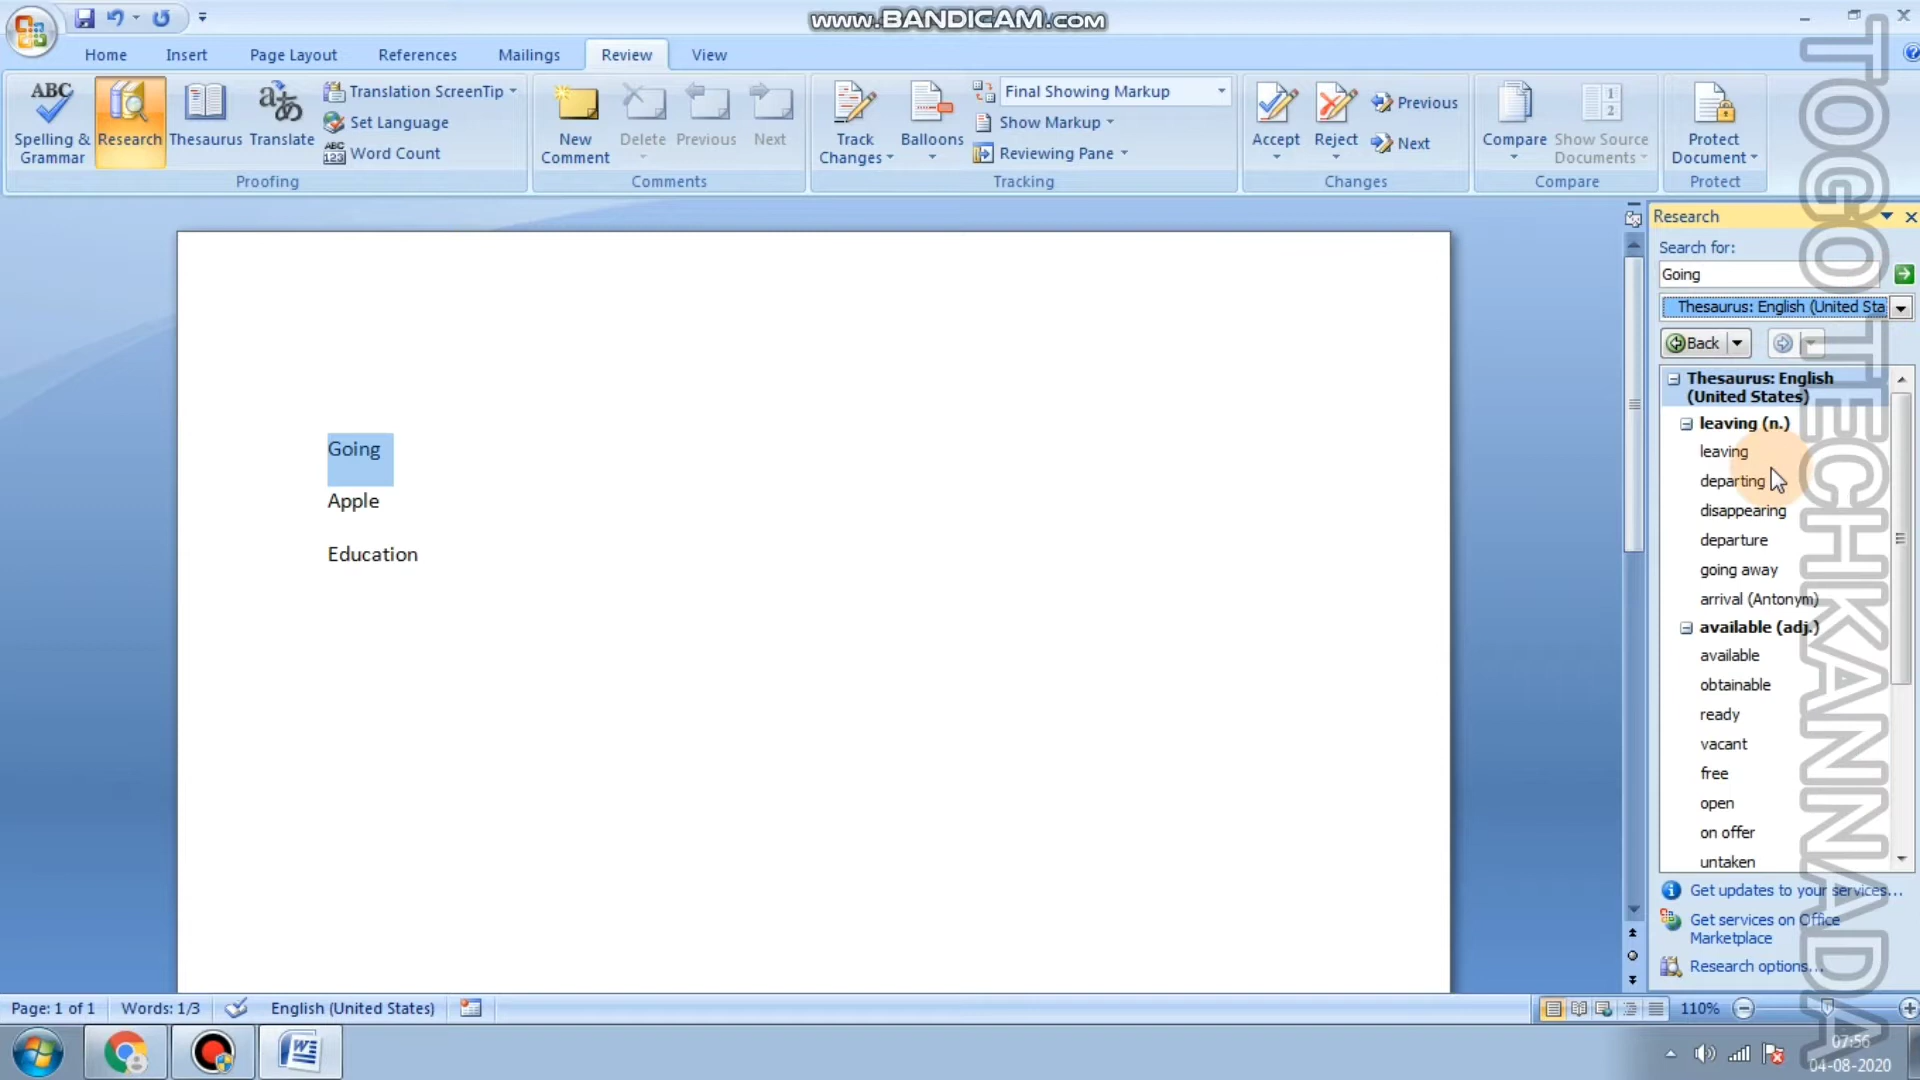 www.BANDICAM.com
Home Insert Page Layout References Mailings Review View
ABC
Spelling & Grammar
Research
Thesaurus
Translate
Translation ScreenTip
Set Language
ABC 123 Word Count
Proofing
New Comment
Delete
Previous
Next
Comments
Track Changes
Balloons
Final Showing Markup
Show Markup
Reviewing Pane
Tracking
Accept
Reject
Previous
Next
Changes
Compare
Show Source Documents
Compare
Protect Document
Protect
Going
Apple
Education
Research
Search for:
Going
Thesaurus: English (United Sta
Back
Thesaurus: English
(United States)
leaving (n.)
leaving
departing
disappearing
departure
going away
arrival (Antonym)
available (adj.)
available
obtainable
ready
vacant
free
open
on offer
untaken
Get updates to your services...
Get services on Office
Marketplace
Research options...
TOGOTTECHKANNADA
Page: 1 of 1 Words: 1/3 English (United States) 110%
07:56
04-08-2020